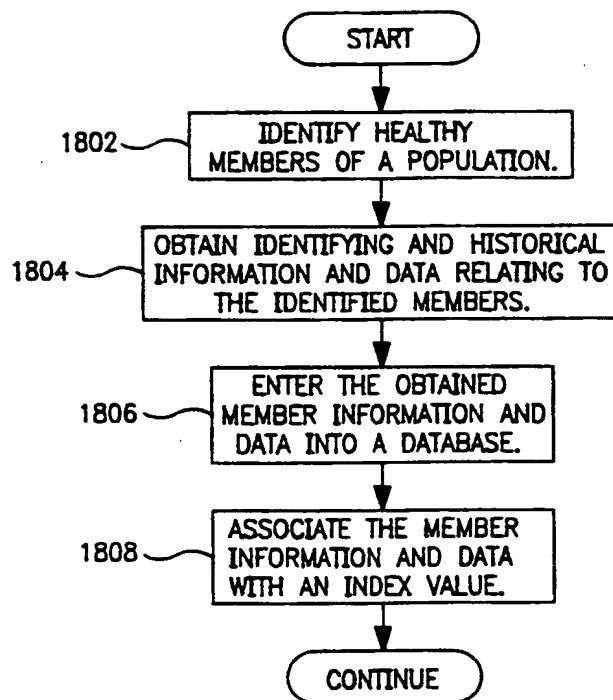 START
1802
IDENTIFY HEALTHY
MEMBERS OF A POPULATION.
1804
OBTAIN IDENTIFYING AND HISTORICAL
INFORMATION AND DATA RELATING TO
THE IDENTIFIED MEMBERS.
1806
ENTER THE OBTAINED
MEMBER INFORMATION AND
DATA INTO A DATABASE.
1808
ASSOCIATE THE MEMBER
INFORMATION AND DATA
WITH AN INDEX VALUE.
CONTINUE